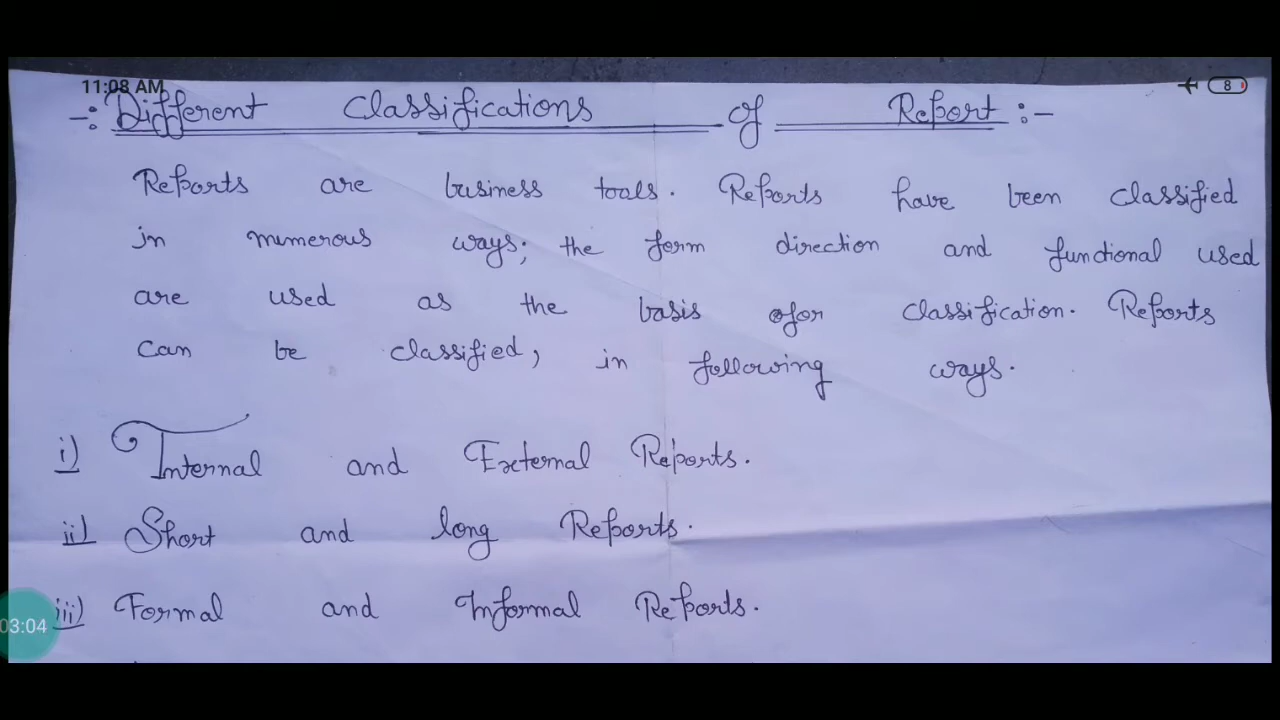 11:08 AM
8
-: Different Classifications of Report :-
Reports are business tools. Reports have been classified
in numerous ways; the form direction and functional used
are used as the basis ofor classification. Reports
can be classified, in following ways.
i) Internal and External Reports.
ii) Short and long Reports.
iii) Formal and Informal Reports.
03:04